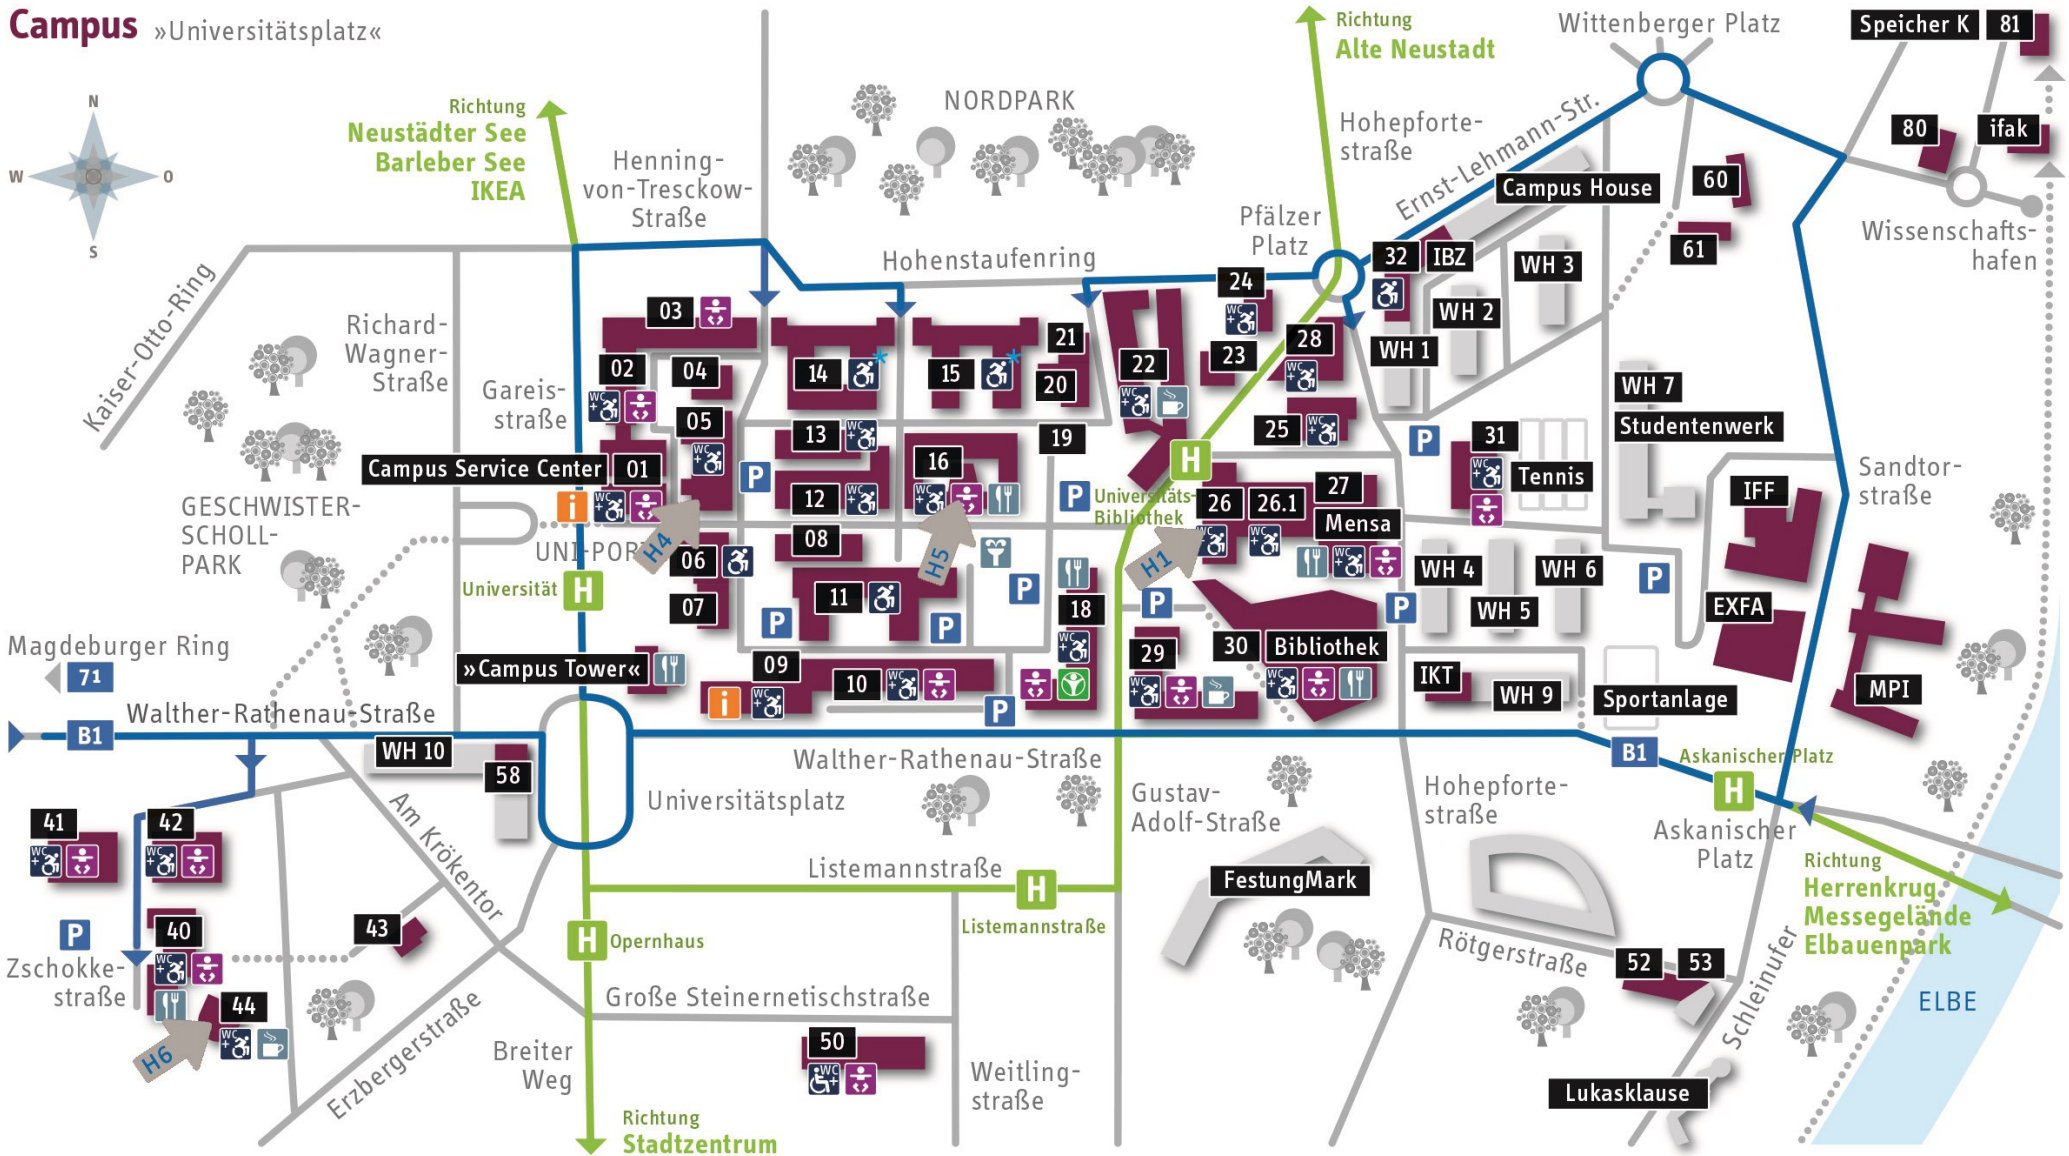 Campus »Universitätsplatz«
N
W
O
S
Richtung
Neustädter See
Barleber See
IKEA
Henning-
von-Tresckow-
Straße
NORDPARK
Richtung
Alte Neustadt
Hohepforte-
straße
Wittenberger Platz
Ernst-Lehmann-Str.
Speicher K
81
80
ifak
Campus House
60
61
Wissenschafts-
hafen
Pfälzer
Platz
Hohenstaufenring
Kaiser-Otto-Ring
Richard-
Wagner-
Straße
Gareis-
straße
GESCHWISTER-
SCHOLL-
PARK
32
IBZ
WH 3
WH 2
WH 1
24
23
28
25
WC
+
22
21
20
19
03
02
04
05
14
*
15
*
13
12
16
08
11
06
07
09
10
18
Campus Service Center
01
i
UNI-POR
H4
H5
H1
P
H
Universitäts-
Bibliothek
26
26.1
27
Mensa
31
Tennis
WH 7
Studentenwerk
IFF
Sandtor-
straße
WH 4
WH 5
WH 6
EXFA
MPI
Universität
H
»Campus Tower«
29
30
Bibliothek
IKT
WH 9
Sportanlage
Magdeburger Ring
71
B1
Walther-Rathenau-Straße
Walther-Rathenau-Straße
B1
Askanischer Platz
H
Askanischer
Platz
WH 10
58
Universitätsplatz
Gustav-
Adolf-Straße
Hohepforte-
straße
Am Krökentor
41
42
40
43
44
P
Zschokke-
straße
H6
Erzbergerstraße
Listemannstraße
H
Listemannstraße
H
Opernhaus
Große Steinernetischstraße
Breiter
Weg
50
Weitling-
straße
Richtung
Stadtzentrum
FestungMark
Rötgerstraße
52
53
Schleinufer
Lukasklause
Richtung
Herrenkrug
Messegelände
Elbauenpark
ELBE